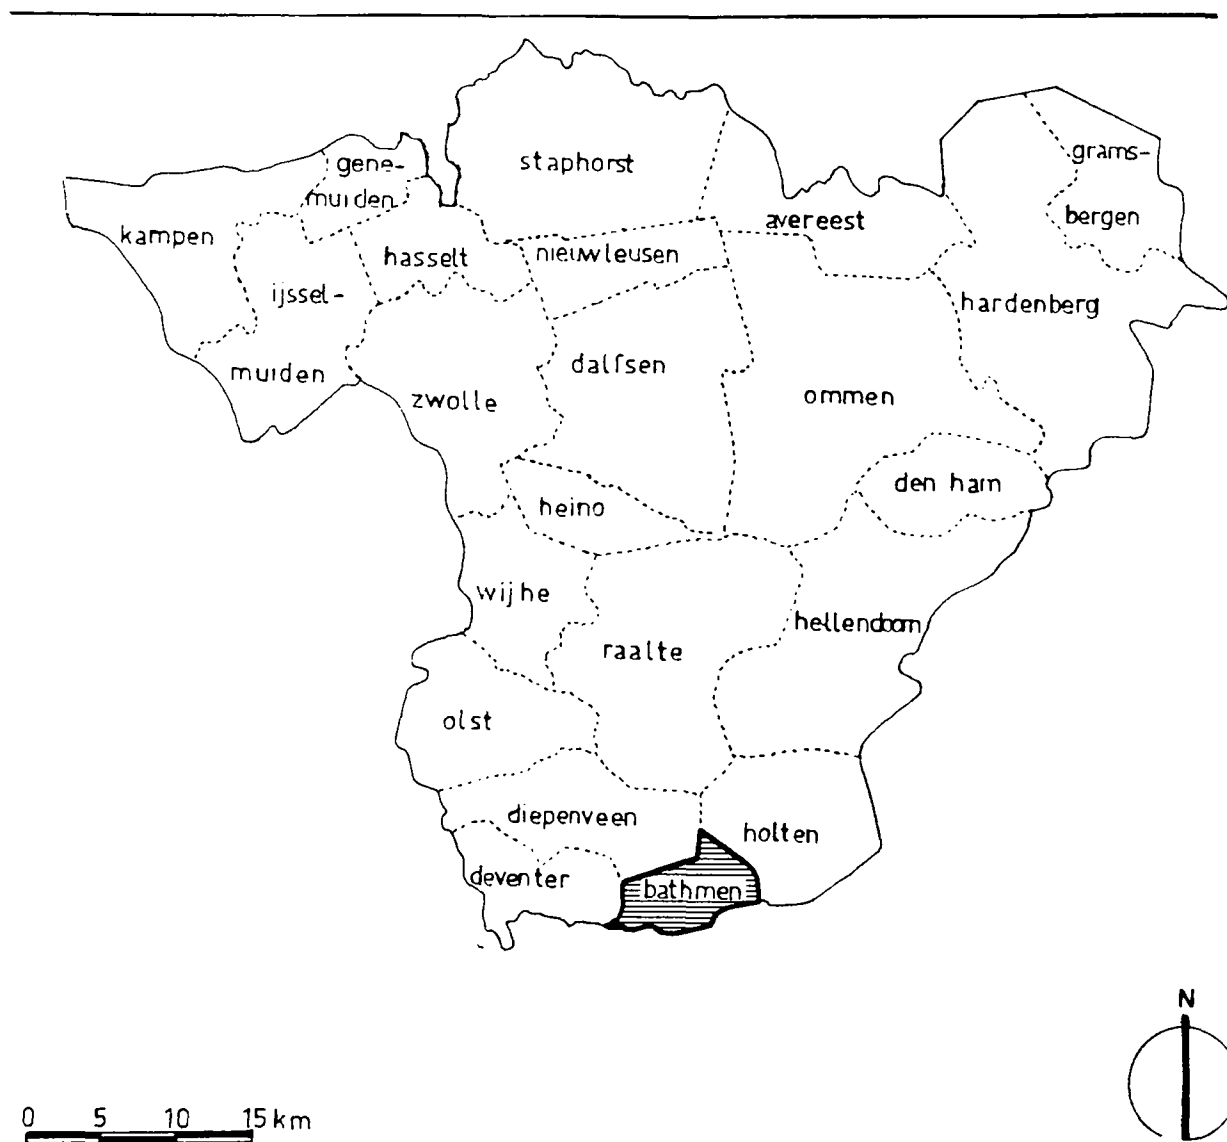 gene-
muiden
staphorst
grams-
bergen
kampen
avereest
hasselt
nieuwleusen
ijssel-
muiden
hardenberg
dalfsen
zwolle
ommen
den ham
heino
wijhe
hellendoorn
raalte
olst
diepenveen
holten
deventer
bathmen
N
0 5 10 15 km